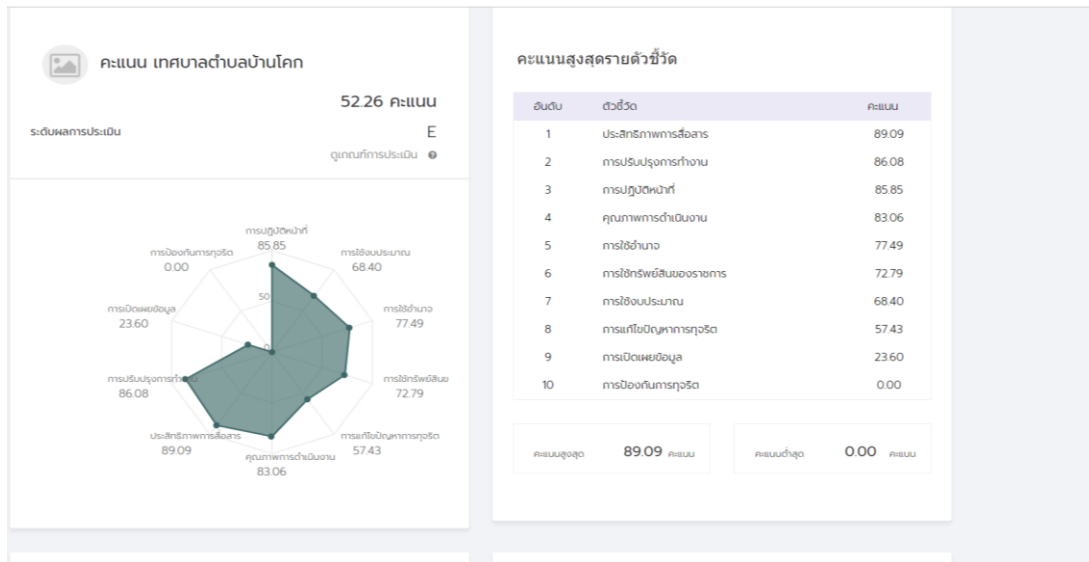 คะแนน เทศบาลตำบลบ้านโคก
52.26 คะแนน
ระดับผลการประเมิน E
ดูเกณฑ์การประเมิน
การปฏิบัติหน้าที่
85.85
การป้องกันการทุจริต
0.00
การใช้งบประมาณ
68.40
50
การเปิดเผยข้อมูล
23.60
การใช้อำนาจ
77.49
0
การปรับปรุงการทำงาน
86.08
การใช้ทรัพย์สินข
72.79
ประสิทธิภาพการสื่อสาร
89.09
การแก้ไขปัญหาการทุจริต
57.43
คุณภาพการดำเนินงาน
83.06
คะแนนสูงสุดรายตัวชี้วัด
อันดับ ตัวชี้วัด คะแนน
1 ประสิทธิภาพการสื่อสาร 89.09
2 การปรับปรุงการทำงาน 86.08
3 การปฏิบัติหน้าที่ 85.85
4 คุณภาพการดำเนินงาน 83.06
5 การใช้อำนาจ 77.49
6 การใช้ทรัพย์สินของราชการ 72.79
7 การใช้งบประมาณ 68.40
8 การแก้ไขปัญหาการทุจริต 57.43
9 การเปิดเผยข้อมูล 23.60
10 การป้องกันการทุจริต 0.00
คะแนนสูงสุด 89.09 คะแนน คะแนนต่ำสุด 0.00 คะแนน